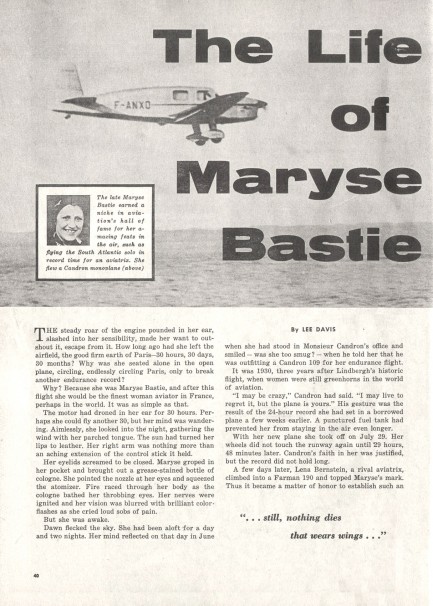 The Life
of
Maryse
Bastie
F-ANXO
The late Maryse
Bastie earned a
niche in avia-
tion's hall of
fame for her a-
mazing feats in
the air, such as
flying the South Atlantic solo in
record time for an aviatrix. She
flew a Caudron monoplane (above)
THE steady roar of the engine pounded in her ear,
slashed into her sensibility, made her want to out-
shout it, escape from it. How long ago had she left the
airfield, the good firm earth of Paris—30 hours, 30 days,
30 months? Why was she seated alone in the open
plane, circling, endlessly circling Paris, only to break
another endurance record?
Why? Because she was Maryse Bastie, and after this
flight she would be the finest woman aviator in France,
perhaps in the world. It was as simple as that.
The motor had droned in her ear for 30 hours. Per-
haps she could fly another 30, but her mind was wander-
ing. Aimlessly, she looked into the night, gathering the
wind with her parched tongue. The sun had turned her
lips to leather. Her right arm was nothing more than
an aching extension of the control stick it held.
Her eyelids screamed to be closed. Maryse groped in
her pocket and brought out a grease-stained bottle of
cologne. She pointed the nozzle at her eyes and squeezed
the atomizer. Fire raced through her body as the
cologne bathed her throbbing eyes. Her nerves were
ignited and her vision was blurred with brilliant color-
flashes as she cried loud sobs of pain.
But she was awake.
Dawn flecked the sky. She had been aloft for a day
and two nights. Her mind reflected on that day in June
By LEE DAVIS
when she had stood in Monsieur Caudron's office and
smiled — was she too smug? — when he told her that he
was outfitting a Caudron 109 for her endurance flight.
It was 1930, three years after Lindbergh's historic
flight, when women were still greenhorns in the world
of aviation.
"I may be crazy," Caudron had said. "I may live to
regret it, but the plane is yours." His gesture was the
result of the 24-hour record she had set in a borrowed
plane a few weeks earlier. A punctured fuel tank had
prevented her from staying in the air even longer.
With her new plane she took off on July 29. Her
wheels did not touch the runway again until 29 hours,
48 minutes later. Caudron's faith in her was justified,
but the record did not hold long.
A few days later, Lena Bernstein, a rival aviatrix,
climbed into a Farman 190 and topped Maryse's mark.
Thus it became a matter of honor to establish such an
"... still, nothing dies
that wears wings ..."
40